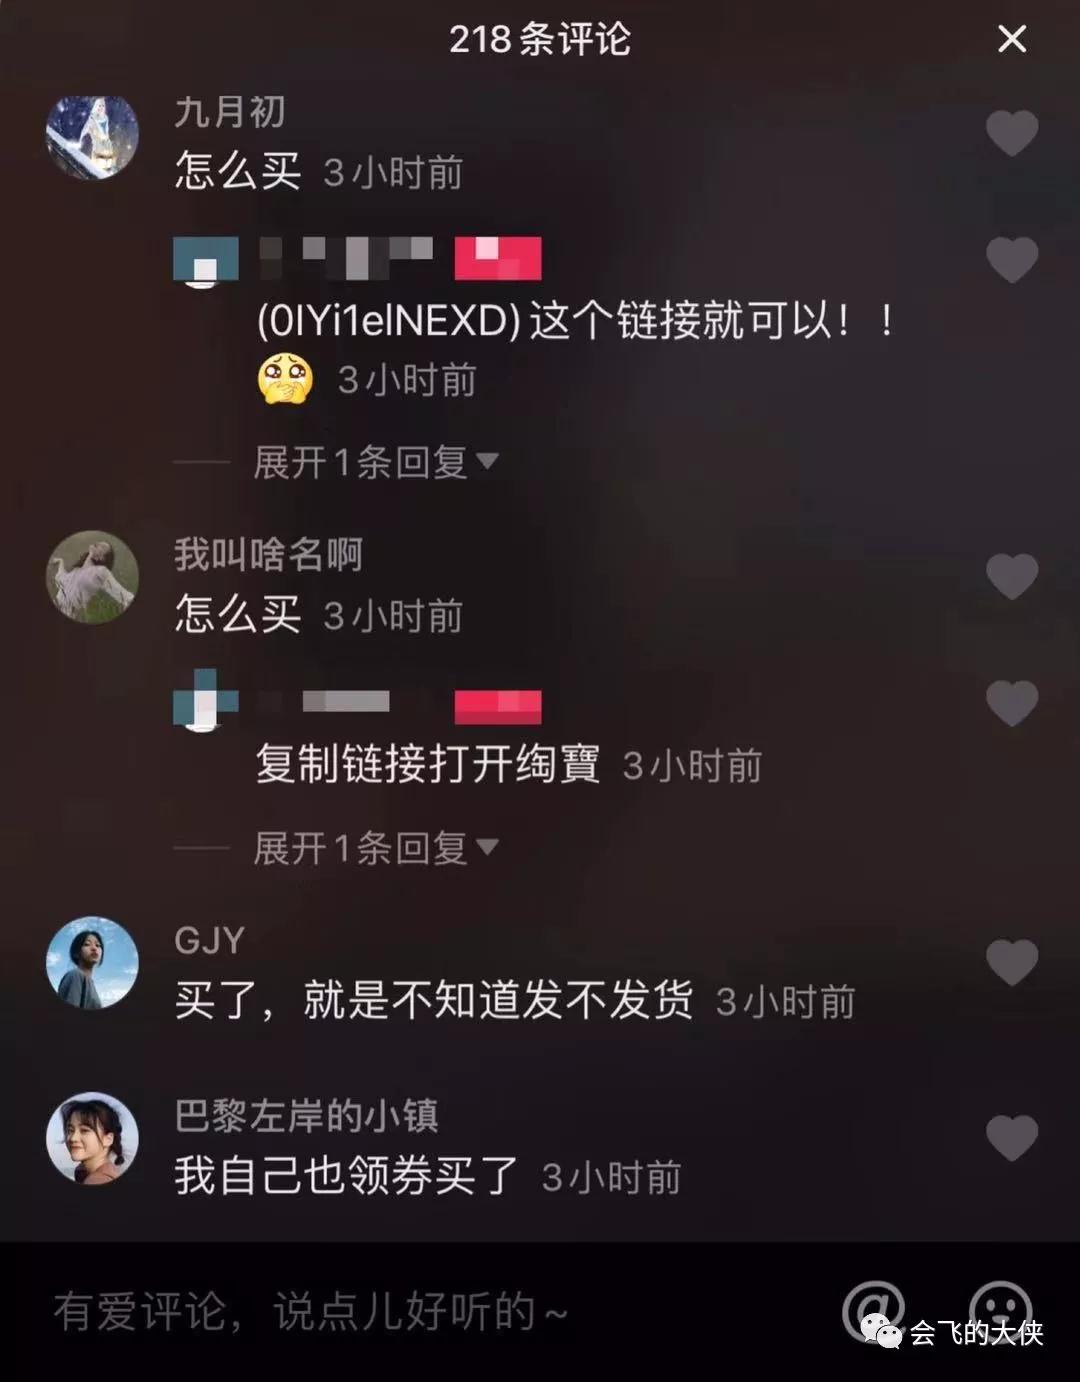 218条评论
九月初
怎么买 3小时前
(0IYi1elNEXD)这个链接就可以！！
3小时前
展开1条回复
我叫啥名啊
怎么买 3小时前
复制链接打开绹寶 3小时前
展开1条回复
GJY
买了，就是不知道发不发货 3小时前
巴黎左岸的小镇
我自己也领券买了 3小时前
有爱评论，说点儿好听的~
@
会飞的大侠